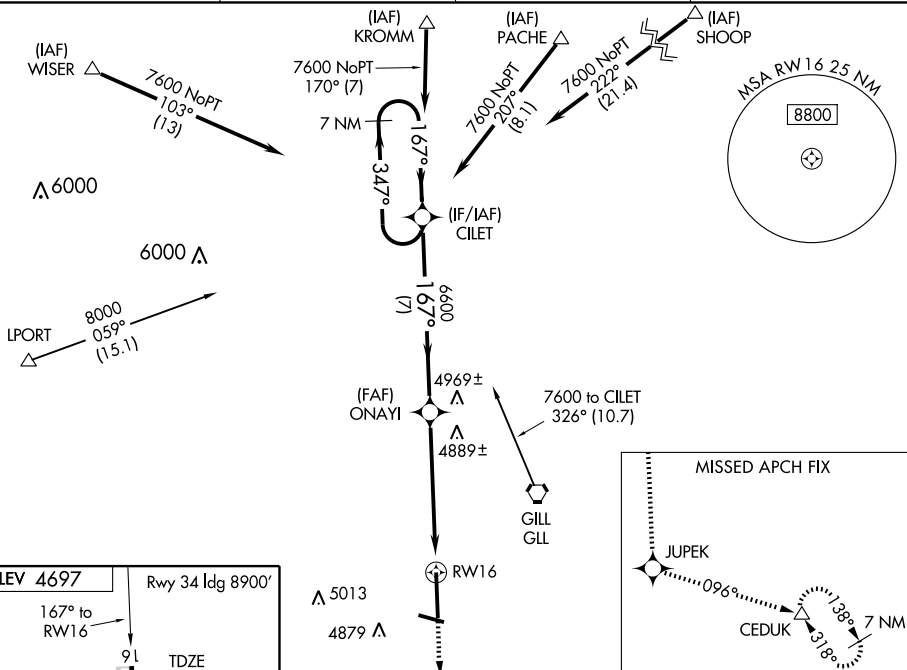 (IAF)
KROMM
(IAF)
PACHE
(IAF)
SHOOP
(IAF)
WISER
7600 NoPT
103°
(13)
7600 NoPT
170° (7)
7 NM
7600 NoPT
207°
(8.1)
7600 NoPT
222°
(21.4)
MSA RW16 25 NM
8800
6000
167°
347°
(IF/IAF)
CILET
6000
8000
059°
(15.1)
LPORT
6600
167°
(7)
4969±
(FAF)
ONAYI
4889±
7600 to CILET
326° (10.7)
GILL
GLL
MISSED APCH FIX
JUPEK
096°
CEDUK
138°
318°
7 NM
RW16
5013
4879
LEV 4697
Rwy 34 ldg 8900'
167° to
RW16
16
TDZE